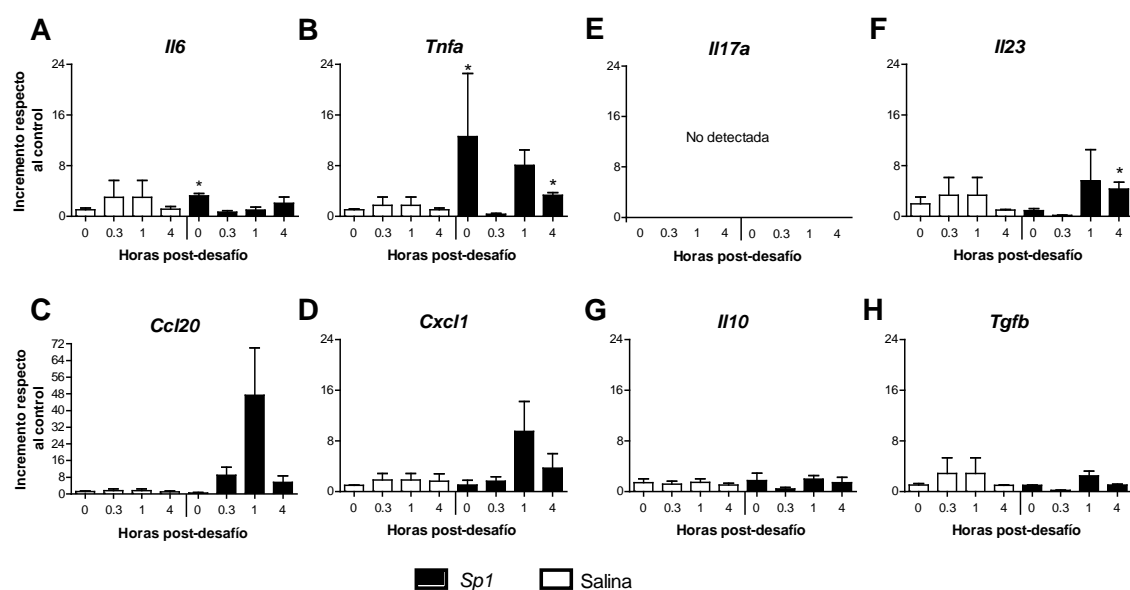 A
Il6
Incremento respecto
al control
24
16
8
0
0 0.3 1 4 0 0.3 1 4
*
Horas post-desafío
B
Tnfa
24
16
8
0
0 0.3 1 4 0 0.3 1 4
*
*
Horas post-desafío
E
Il17a
24
16
8
0
No detectada
0 0.3 1 4 0 0.3 1 4
Horas post-desafío
F
Il23
24
16
8
0
0 0.3 1 4 0 0.3 1 4
*
Horas post-desafío
C
Ccl20
Incremento respecto
al control
72
64
56
48
40
32
24
16
8
0
0 0.3 1 4 0 0.3 1 4
Horas post-desafío
D
Cxcl1
24
16
8
0
0 0.3 1 4 0 0.3 1 4
Horas post-desafío
G
Il10
24
16
8
0
0 0.3 1 4 0 0.3 1 4
Horas post-desafío
H
Tgfb
24
16
8
0
0 0.3 1 4 0 0.3 1 4
Horas post-desafío
Sp1 Salina